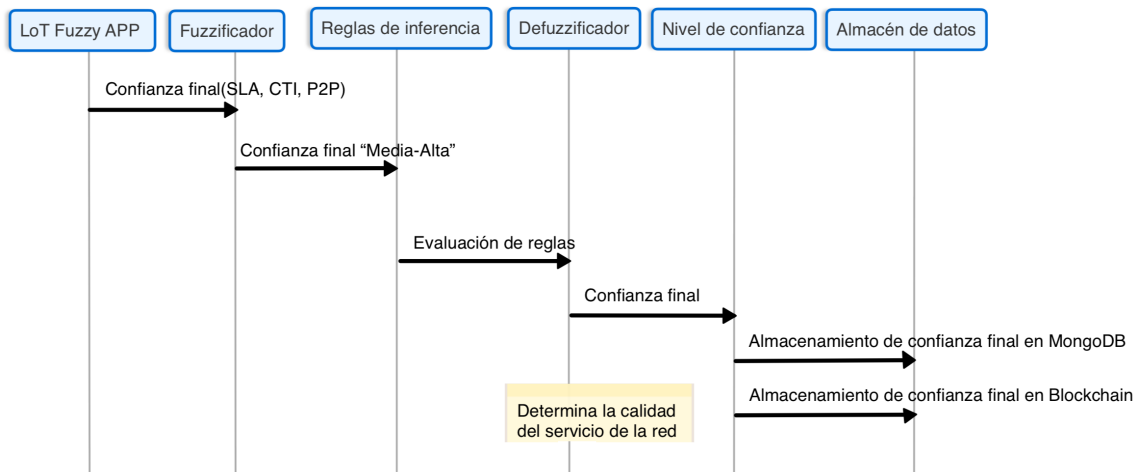 LoT Fuzzy APP
Fuzzificador
Reglas de inferencia
Defuzzificador
Nivel de confianza
Almacén de datos
Confianza final(SLA, CTI, P2P)
Confianza final “Media-Alta”
Evaluación de reglas
Confianza final
Almacenamiento de confianza final en MongoDB
Almacenamiento de confianza final en Blockchain
Determina la calidad
del servicio de la red